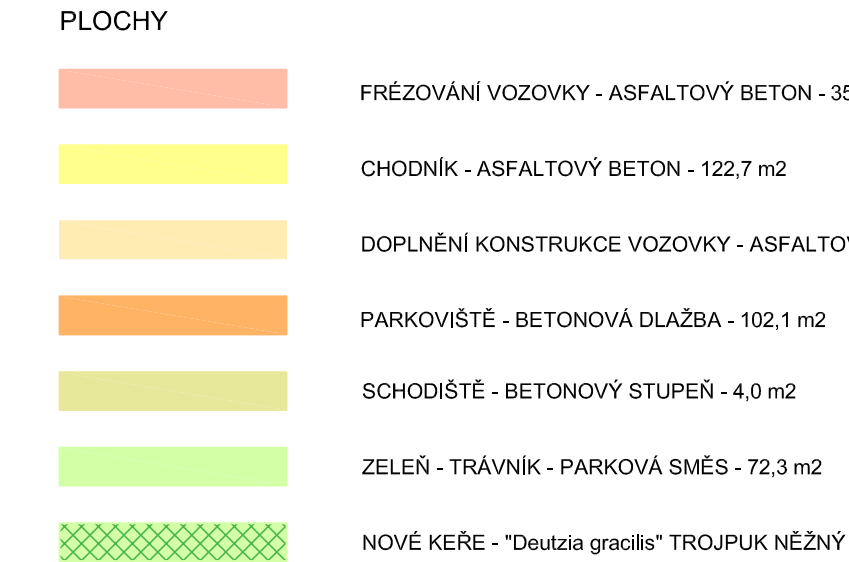 PLOCHY
FRÉZOVÁNÍ VOZOVKY - ASFALTOVÝ BETON - 35
CHODNÍK - ASFALTOVÝ BETON - 122,7 m2
DOPLNĚNÍ KONSTRUKCE VOZOVKY - ASFALTOV
PARKOVIŠTĚ - BETONOVÁ DLAŽBA - 102,1 m2
SCHODIŠTĚ - BETONOVÝ STUPEŇ - 4,0 m2
ZELEŇ - TRÁVNÍK - PARKOVÁ SMĚS - 72,3 m2
NOVÉ KEŘE - "Deutzia gracilis" TROJPUK NĚŽNÝ